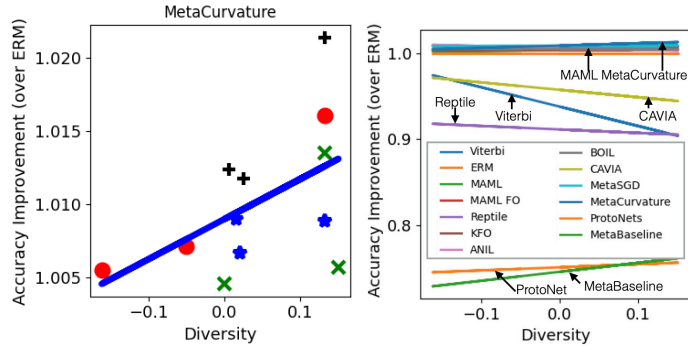 MetaCurvature
Accuracy Improvement (over ERM)
1.020
1.015
1.010
1.005
−0.1
0.0
0.1
Diversity
Accuracy Improvement (over ERM)
1.0
0.9
0.8
MAML MetaCurvature
Reptile
Viterbi
CAVIA
Viterbi
ERM
MAML
MAML FO
Reptile
KFO
ANIL
BOIL
CAVIA
MetaSGD
MetaCurvature
ProtoNets
MetaBaseline
ProtoNet
MetaBaseline
−0.1
0.0
0.1
Diversity